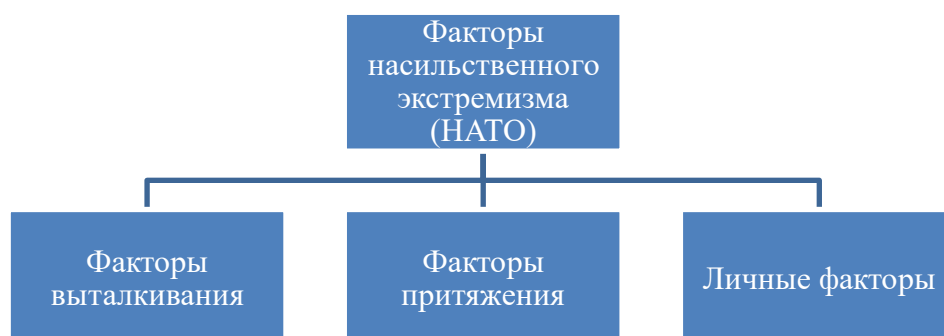 Факторы
насильственного
экстремизма
(НАТО)
Факторы
выталкивания
Факторы
притяжения
Личные факторы